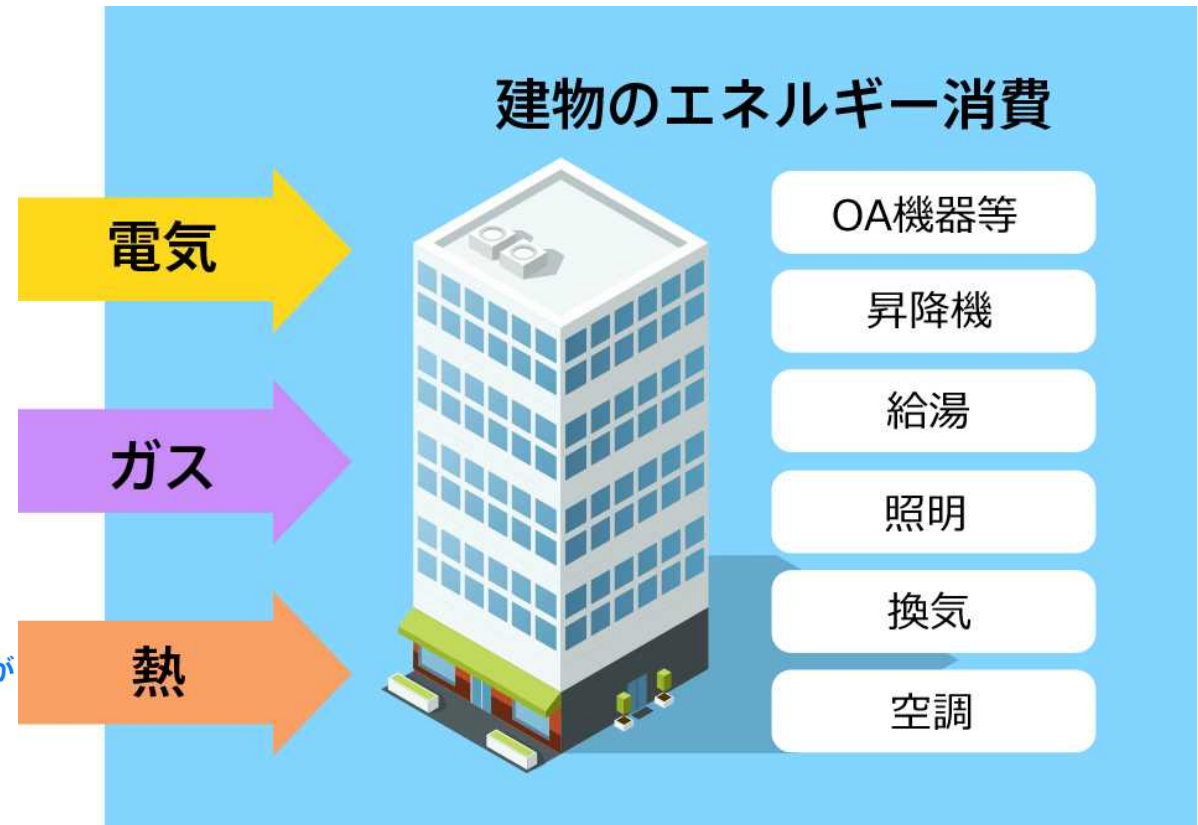 建物のエネルギー消費
電気
ガス
熱
が
OA機器等
昇降機
給湯
照明
換気
空調